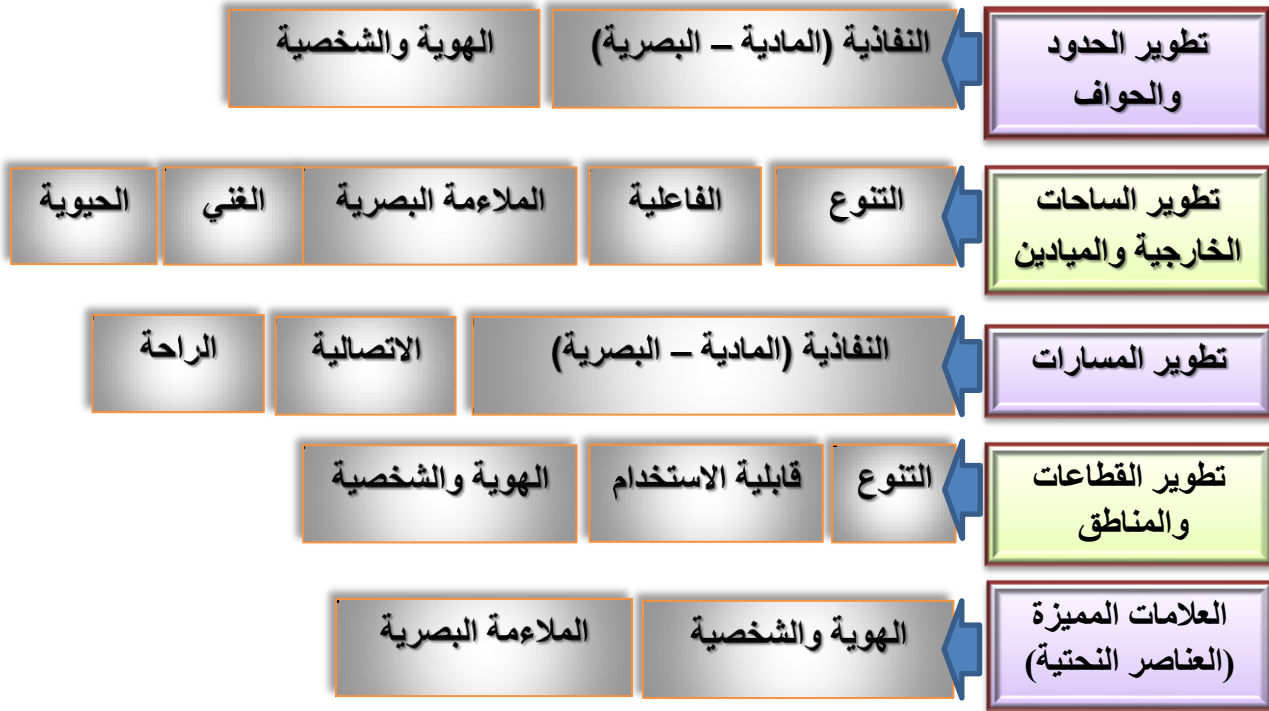 تطوير الحدود
والحواف
النفاذية (المادية – البصرية)
الهوية والشخصية
تطوير الساحات
الخارجية والميادين
التنوع
الفاعلية
الملاءمة البصرية
الغني
الحيوية
تطوير المسارات
النفاذية (المادية – البصرية)
الاتصالية
الراحة
تطوير القطاعات
والمناطق
التنوع
قابلية الاستخدام
الهوية والشخصية
العلامات المميزة
(العناصر النحتية)
الهوية والشخصية
الملاءمة البصرية